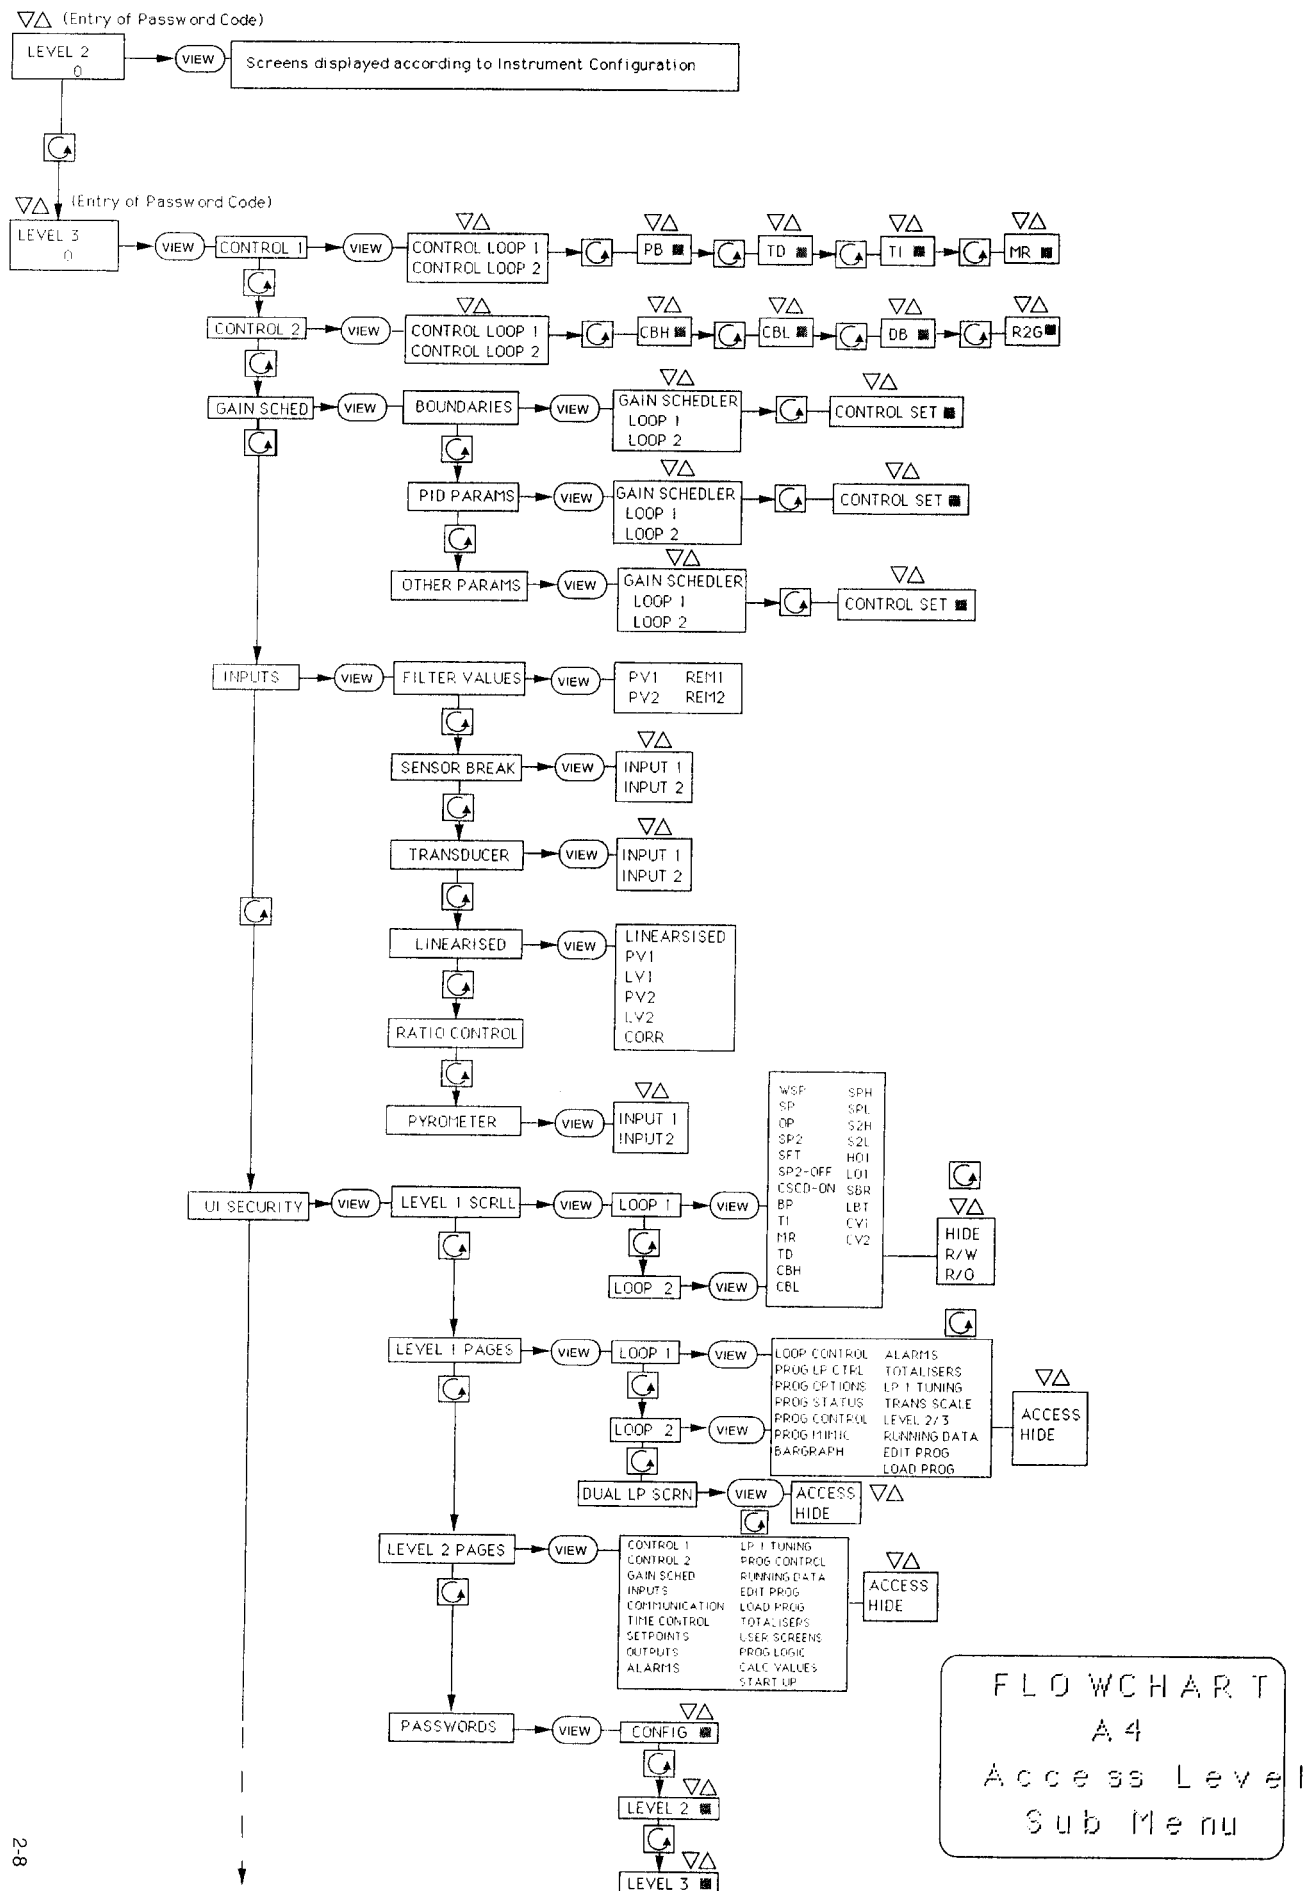 ▽△ (Entry of Password Code)
LEVEL 2
0
VIEW
Screens displayed according to Instrument Configuration
▽△ (Entry of Password Code)
LEVEL 3
0
VIEW
CONTROL 1
VIEW
▽△
CONTROL LOOP 1
CONTROL LOOP 2
▽△
PB ■
▽△
TD ■
▽△
TI ■
▽△
MR ■
CONTROL 2
VIEW
▽△
CONTROL LOOP 1
CONTROL LOOP 2
▽△
CBH ■
▽△
CBL ■
▽△
DB ■
▽△
R2G ■
GAIN SCHED
VIEW
BOUNDARIES
VIEW
▽△
GAIN SCHEDLER
LOOP 1
LOOP 2
▽△
CONTROL SET ■
PID PARAMS
VIEW
▽△
GAIN SCHEDLER
LOOP 1
LOOP 2
▽△
CONTROL SET ■
OTHER PARAMS
VIEW
▽△
GAIN SCHEDLER
LOOP 1
LOOP 2
▽△
CONTROL SET ■
INPUTS
VIEW
FILTER VALUES
VIEW
PV1 REM1
PV2 REM2
SENSOR BREAK
VIEW
▽△
INPUT 1
INPUT 2
TRANSDUCER
VIEW
▽△
INPUT 1
INPUT 2
LINEARISED
VIEW
LINEARSISED
PV1
LV1
PV2
LV2
CORR
RATIO CONTROL
PYROMETER
VIEW
▽△
INPUT 1
INPUT2
UI SECURITY
VIEW
LEVEL 1 SCRLL
VIEW
LOOP 1
VIEW
LOOP 2
VIEW
WSP SPH
SP SPL
OP S2H
SP2 S2L
SFT HO1
SP2-OFF LO1
CSCD-ON SBR
BP LBT
TI CV1
MR CV2
TD
CBH
CBL
▽△
HIDE
R/W
R/O
LEVEL 1 PAGES
VIEW
LOOP 1
VIEW
LOOP 2
VIEW
LOOP CONTROL ALARMS
PROG LP CTRL TOTALISERS
PROG OPTIONS LP 1 TUNING
PROG STATUS TRANS SCALE
PROG CONTROL LEVEL 2/3
PROG MIMIC RUNNING DATA
BARGRAPH EDIT PROG
LOAD PROG
▽△
ACCESS
HIDE
DUAL LP SCRN
VIEW
ACCESS
HIDE
▽△
LEVEL 2 PAGES
VIEW
CONTROL 1 LP 1 TUNING
CONTROL 2 PROG CONTROL
GAIN SCHED RUNNING DATA
INPUTS EDIT PROG
COMMUNICATION LOAD PROG
TIME CONTROL TOTALISERS
SETPOINTS USER SCREENS
OUTPUTS PROG LOGIC
ALARMS CALC VALUES
START UP
▽△
ACCESS
HIDE
PASSWORDS
VIEW
▽△
CONFIG ■
▽△
LEVEL 2 ■
▽△
LEVEL 3 ■
FLOWCHART
A4
Access Level
Sub Menu
2-8